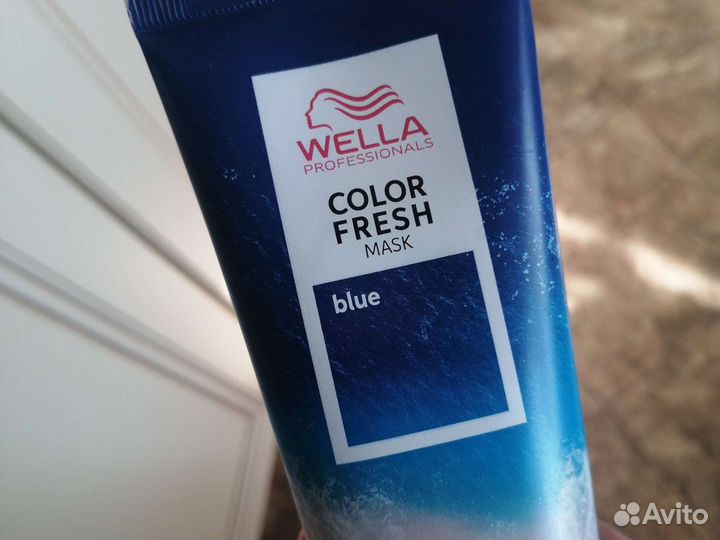 WELLA
PROFESSIONALS
COLOR
FRESH
MASK
blue
Avito